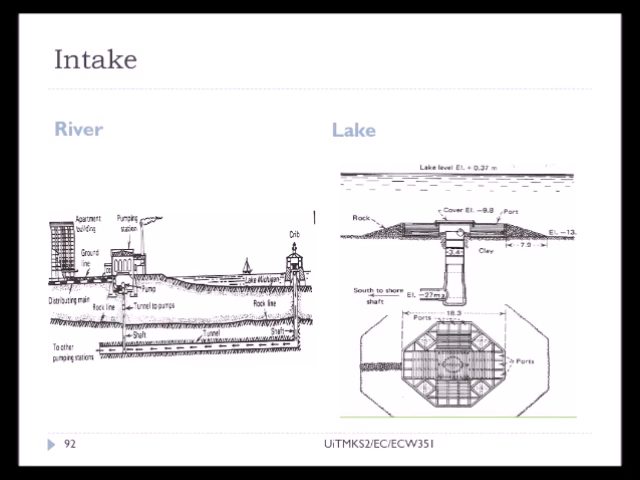 Intake
River
Lake
Apartment
building
Pumping
station
Crib
Ground
line
Lake Michigan
Distributing main
Pump
Rock line
Tunnel to pumps
Rock line
Shaft
Tunnel
Shaft
To other
pumping stations
Lake level El. + 0.37 m
Cover El. -9.8
Port
Rock
El. -13.
3.4
Clay
7.9
South to shore
shaft
El. -27m
18.3
Ports
Ports
92
UiTMKS2/EC/ECW351